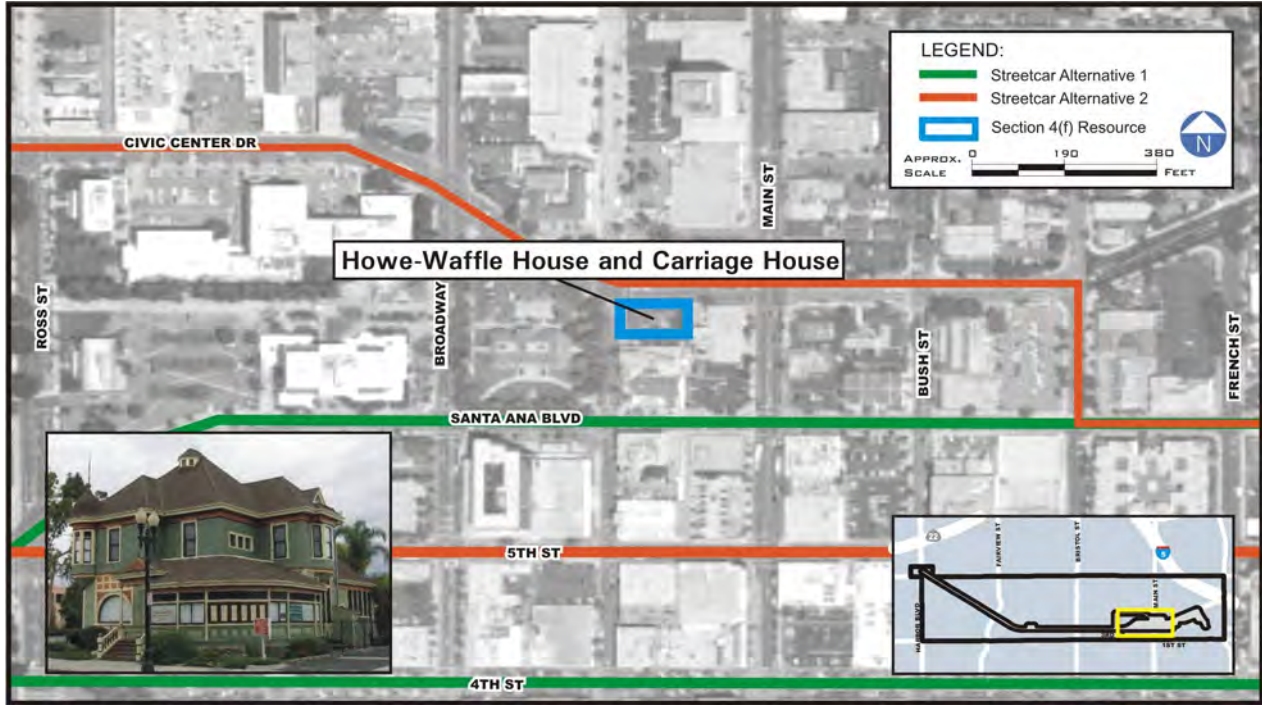 LEGEND:
Streetcar Alternative 1
Streetcar Alternative 2
Section 4(f) Resource
N
APPROX.
SCALE
0 190 380
FEET
CIVIC CENTER DR
MAIN ST
Howe-Waffle House and Carriage House
ROSS ST
BROADWAY
BUSH ST
FRENCH ST
SANTA ANA BLVD
5TH ST
4TH ST
22
FAIRVIEW ST
BRISTOL ST
5
MAIN ST
HARBOR BLVD
1ST ST